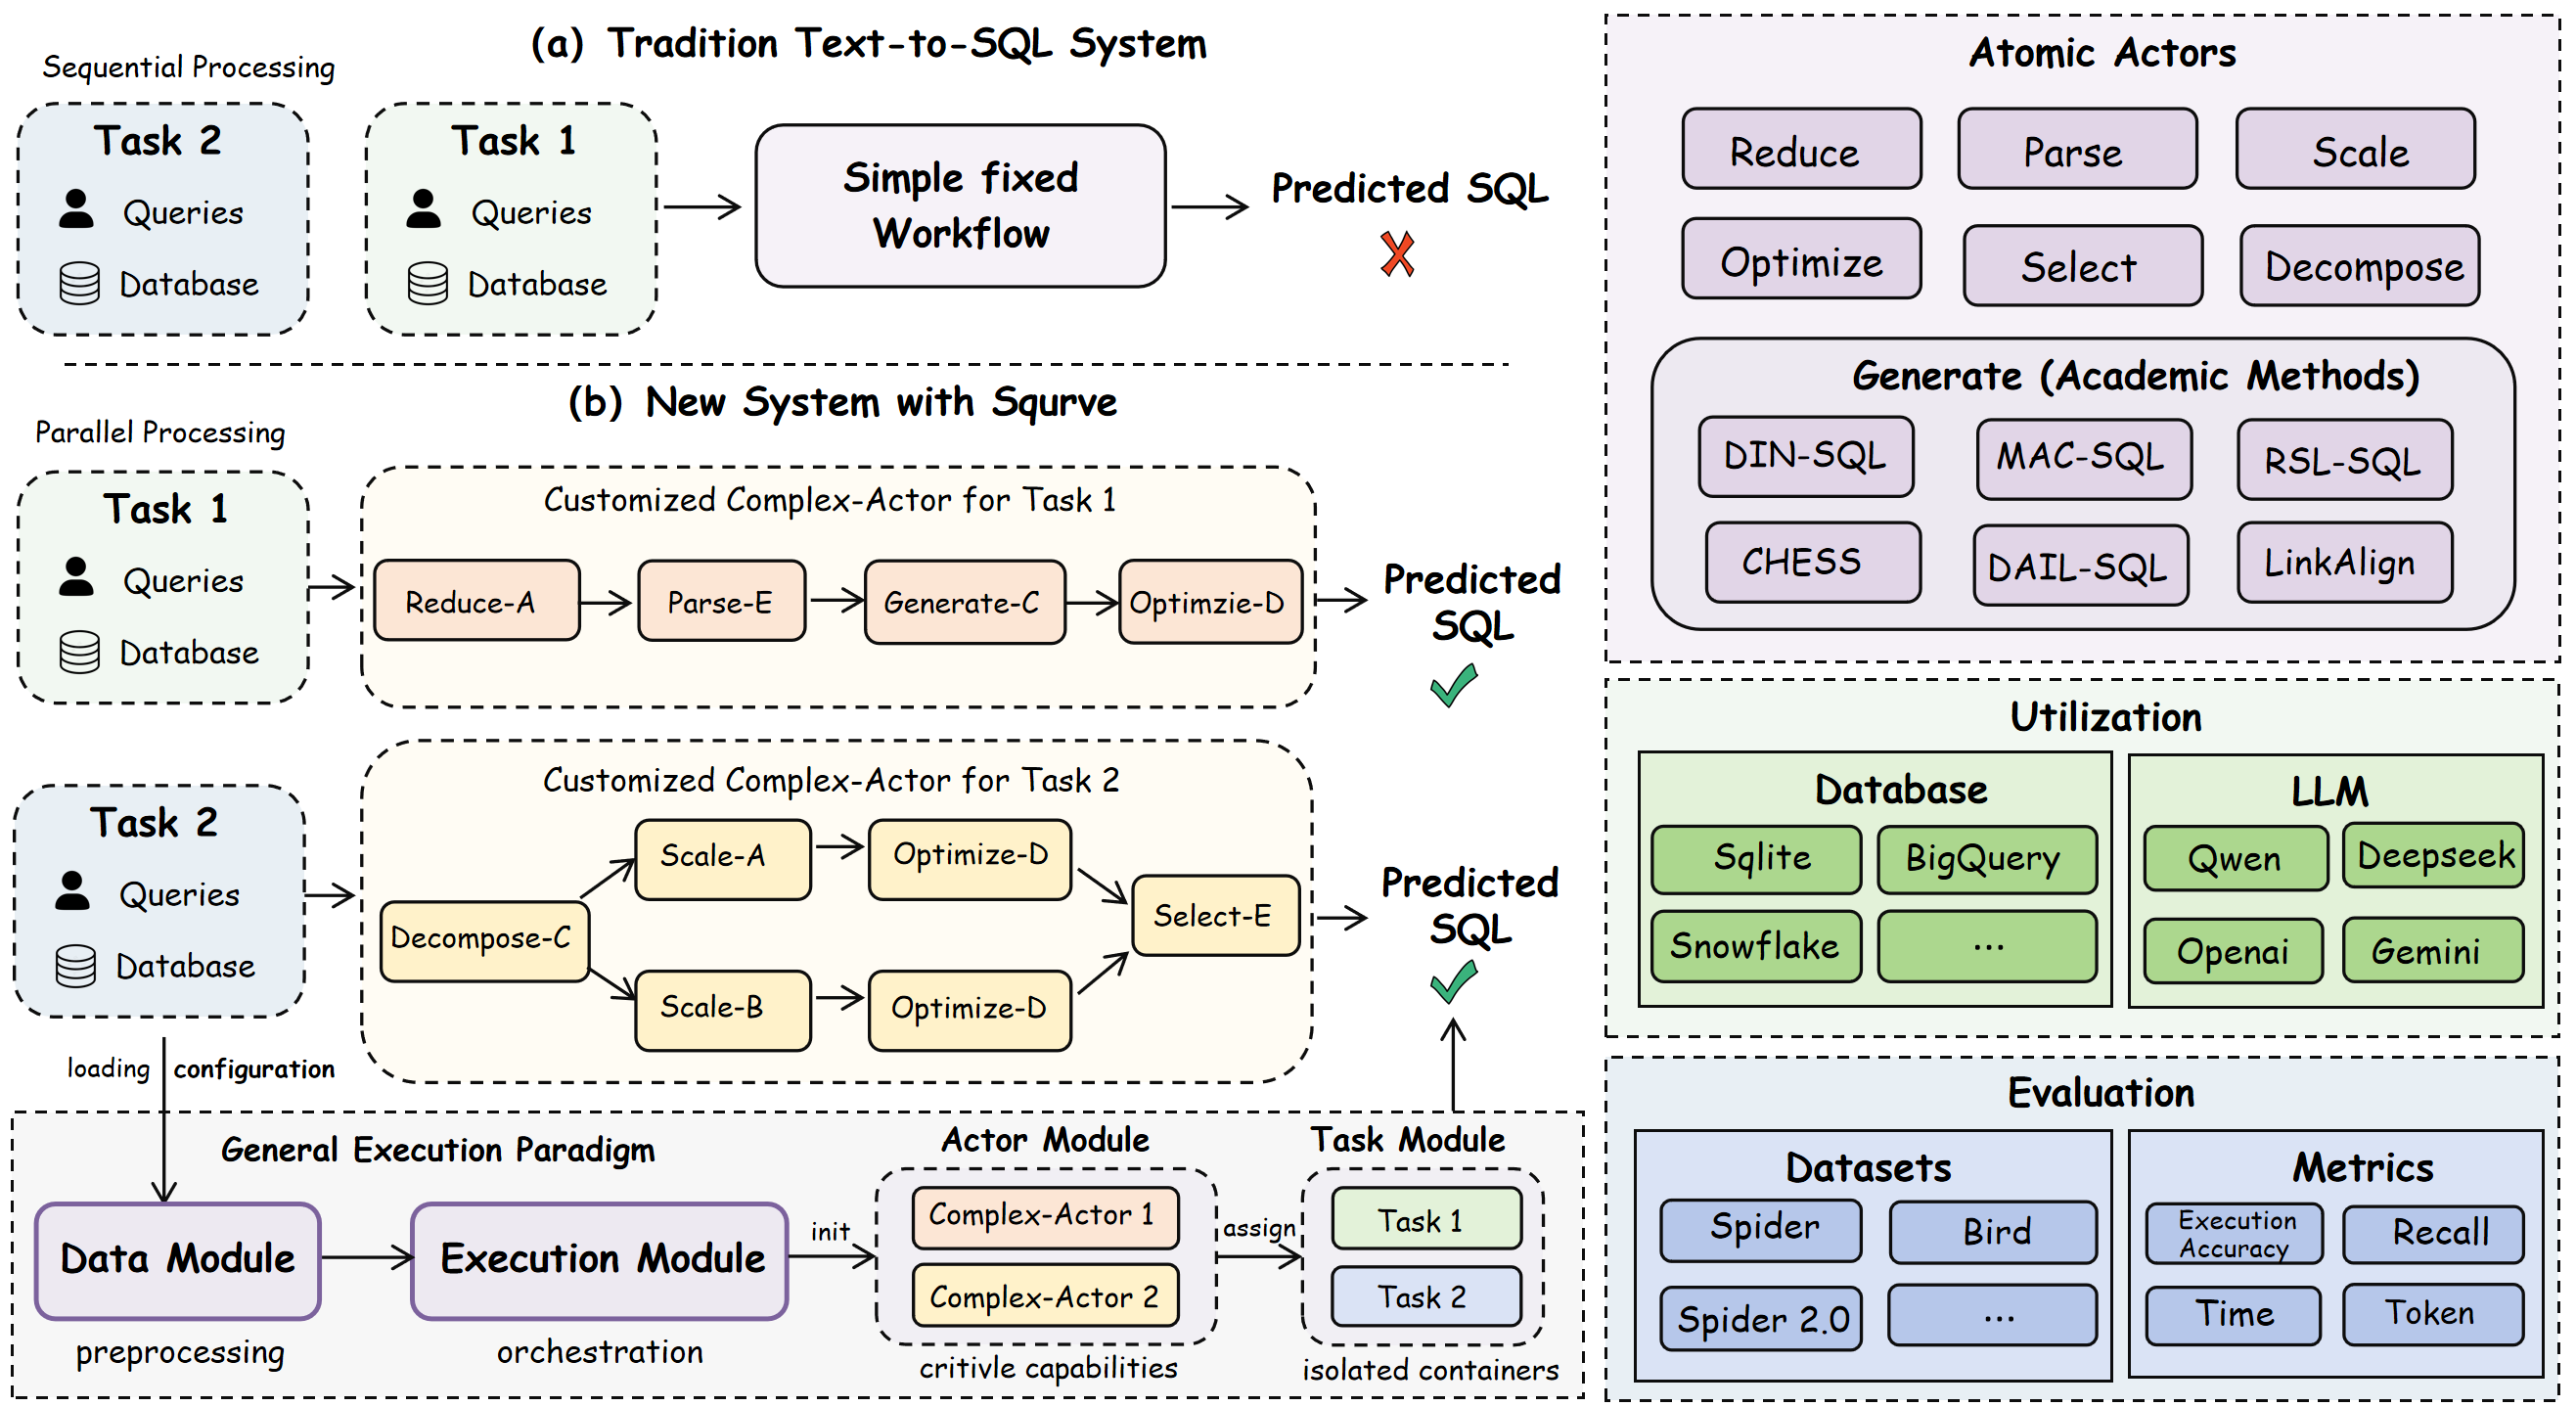 (a) Tradition Text-to-SQL System
Sequential Processing
Task 2
Queries
Database
Task 1
Queries
Database
Simple fixed
Workflow
Predicted SQL
(b) New System with Squrve
Parallel Processing
Task 1
Queries
Database
Customized Complex-Actor for Task 1
Reduce-A
Parse-E
Generate-C
Optimzie-D
Predicted
SQL
Task 2
Queries
Database
Customized Complex-Actor for Task 2
Decompose-C
Scale-A
Optimize-D
Scale-B
Optimize-D
Select-E
Predicted
SQL
loading configuration
General Execution Paradigm
Data Module
preprocessing
Execution Module
orchestration
init
Actor Module
Complex-Actor 1
Complex-Actor 2
critivle capabilities
assign
Task Module
Task 1
Task 2
isolated containers
Atomic Actors
Reduce
Parse
Scale
Optimize
Select
Decompose
Generate (Academic Methods)
DIN-SQL
MAC-SQL
RSL-SQL
CHESS
DAIL-SQL
LinkAlign
Utilization
Database
Sqlite
BigQuery
Snowflake
...
LLM
Qwen
Deepseek
Openai
Gemini
Evaluation
Datasets
Spider
Bird
Spider 2.0
...
Metrics
Execution
Accuracy
Recall
Time
Token